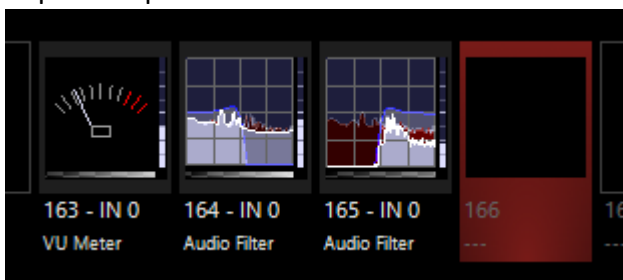 163 - IN 0
VU Meter
164 - IN 0
Audio Filter
165 - IN 0
Audio Filter
166
---